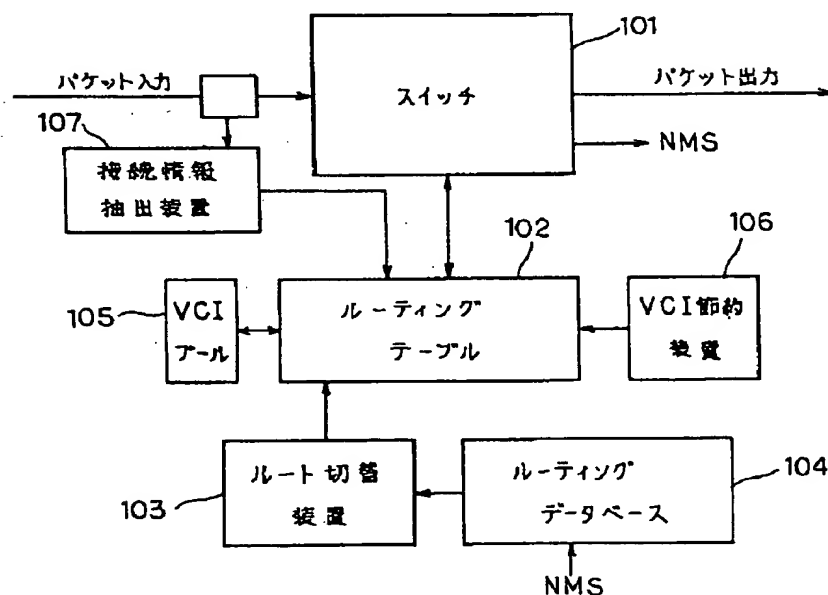 101
パケット入力
スイッチ
パケット出力
107
NMS
接続情報
抽出装置
102
106
105
VCI
プール
ルーティング
テーブル
VCI節約
装置
103
ルート切替
装置
ルーティング
データベース
104
NMS